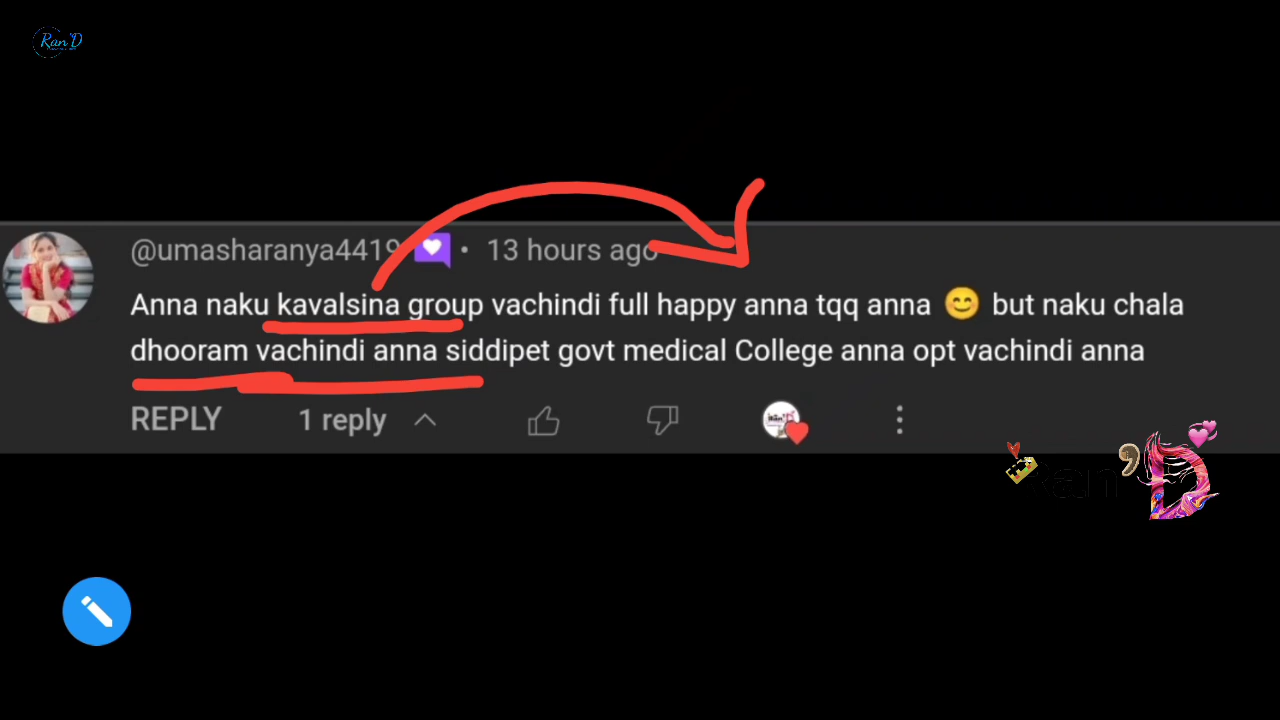 Ran'D
@umasharanya4419 • 13 hours ago
Anna naku kavalsina group vachindi full happy anna tqq anna 😊 but naku chala
dhooram vachindi anna siddipet govt medical College anna opt vachindi anna
REPLY 1 reply
Ran'D